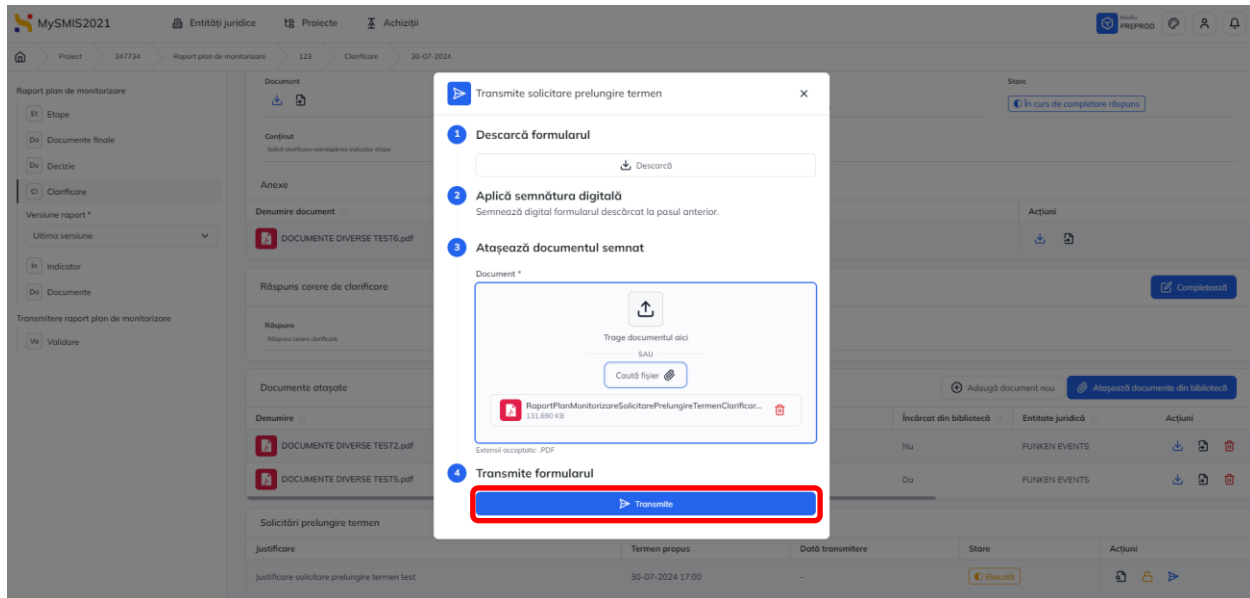 MySMIS2021
Entități juridice
Proiecte
Achiziții
Mediu
PREPROD
Proiect
347734
Raport plan de monitorizare
123
Clarificare
30-07-2024
Raport plan de monitorizare
Et Etape
Do Documente finale
De Decizie
Cl Clarificare
Versiune raport *
Ultima versiune
In Indicator
Do Documente
Transmitere raport plan de monitorizare
Va Validare
Document
Stare
În curs de completare răspuns
Conținut
Solicit clarificare neindeplinire indicator etapa
Anexe
Denumire document
Acțiuni
DOCUMENTE DIVERSE TEST6.pdf
Răspuns cerere de clarificare
Completează
Răspuns
Răspuns cerere clarificare
Documente atașate
Adaugă document nou
Atașează documente din bibliotecă
Denumire
Încărcat din bibliotecă
Entitate juridică
Acțiuni
DOCUMENTE DIVERSE TEST2.pdf
Nu
FUNKEN EVENTS
DOCUMENTE DIVERSE TEST5.pdf
Da
FUNKEN EVENTS
Solicitări prelungire termen
Justificare
Termen propus
Dată transmitere
Stare
Acțiuni
Justificare solicitare prelungire termen test
30-07-2024 17:00
-
Blocată
Transmite solicitare prelungire termen
1 Descarcă formularul
Descarcă
2 Aplică semnătura digitală
Semnează digital formularul descărcat la pasul anterior.
3 Atașează documentul semnat
Document *
Trage documentul aici
SAU
Caută fișier
RaportPlanMonitorizareSolicitarePrelungireTermenClarificar...
131.690 KB
Extensii acceptate: .PDF
4 Transmite formularul
Transmite